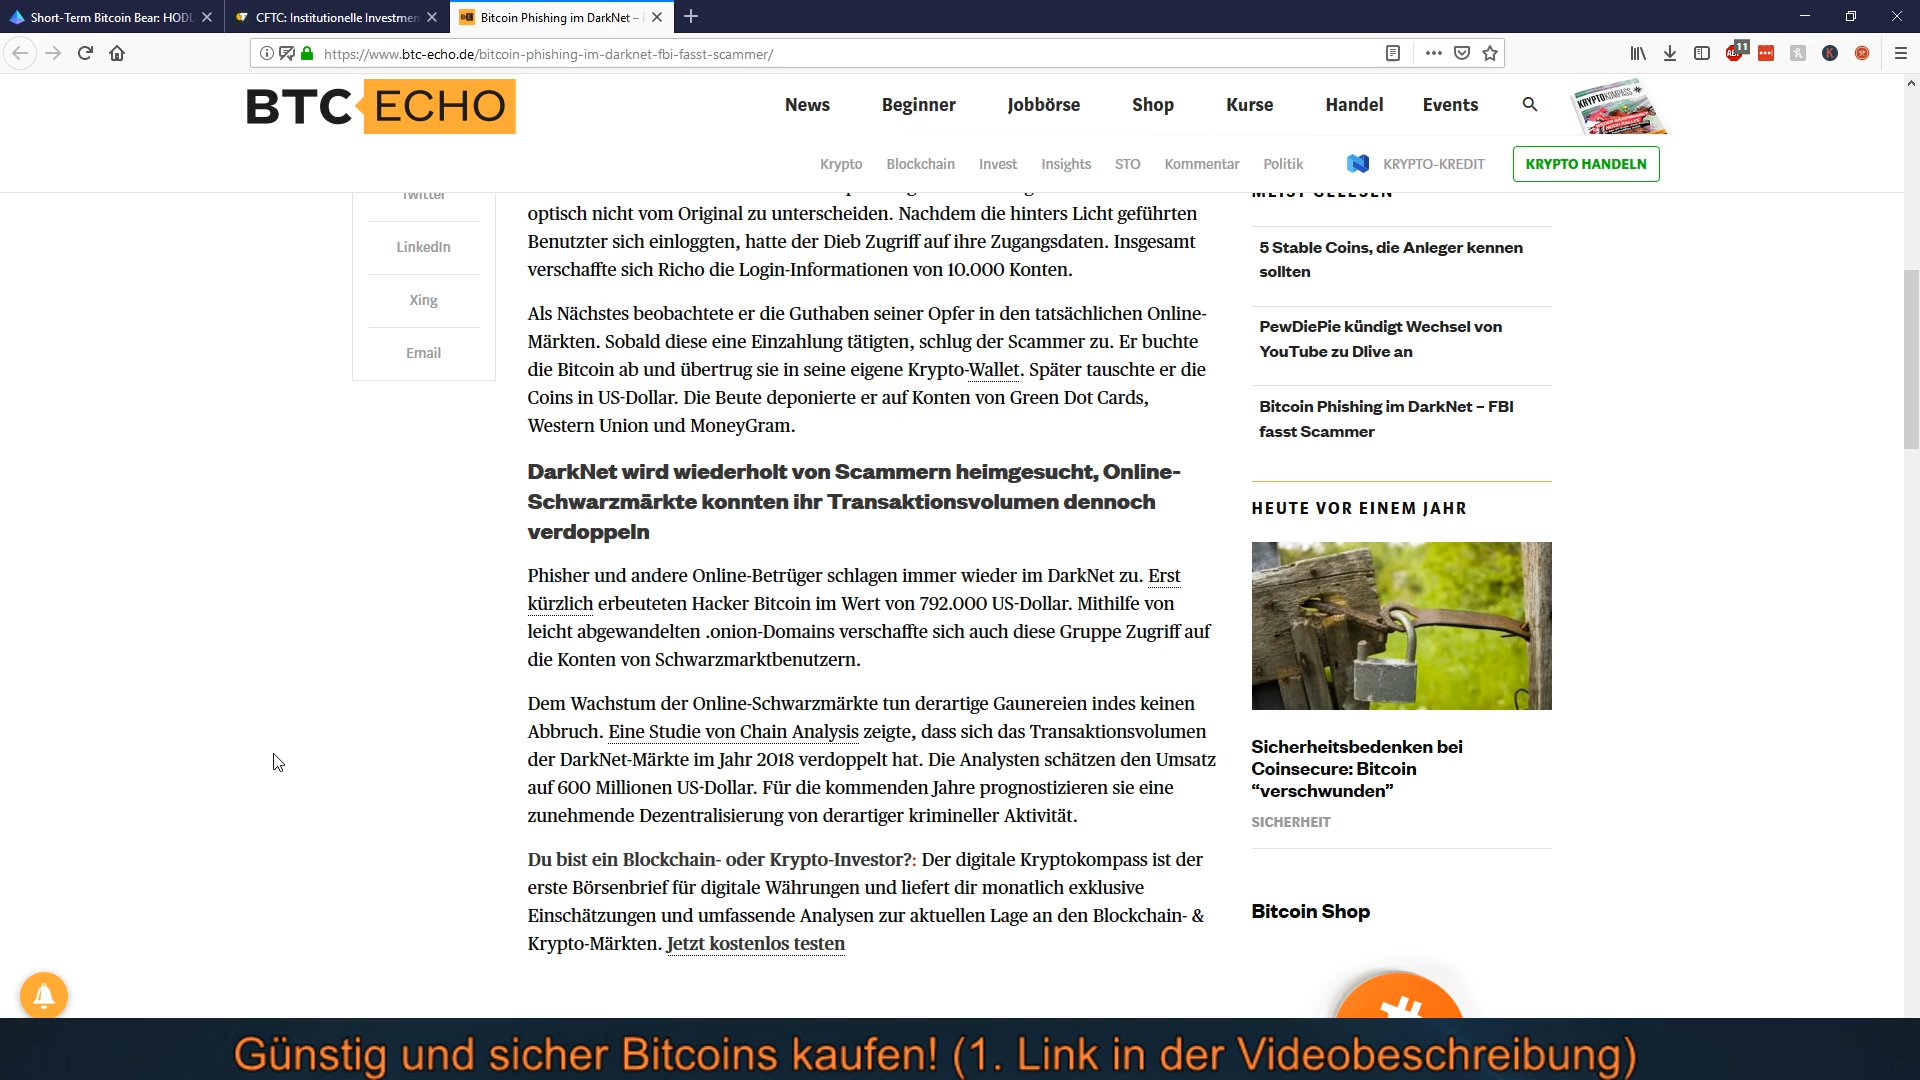 Short-Term Bitcoin Bear: HODL
CFTC: Institutionelle Investmen
Bitcoin Phishing im DarkNet –
https://www.btc-echo.de/bitcoin-phishing-im-darknet-fbi-fasst-scammer/
11
BTC ECHO
News Beginner Jobbörse Shop Kurse Handel Events
KRYPTOKOMPASS
Krypto Blockchain Invest Insights STO Kommentar Politik KRYPTO-KREDIT KRYPTO HANDELN
Twitter
LinkedIn
Xing
Email
optisch nicht vom Original zu unterscheiden. Nachdem die hinters Licht geführten
Benutzter sich einloggten, hatte der Dieb Zugriff auf ihre Zugangsdaten. Insgesamt
verschaffte sich Richo die Login-Informationen von 10.000 Konten.
Als Nächstes beobachtete er die Guthaben seiner Opfer in den tatsächlichen Online-
Märkten. Sobald diese eine Einzahlung tätigten, schlug der Scammer zu. Er buchte
die Bitcoin ab und übertrug sie in seine eigene Krypto-Wallet. Später tauschte er die
Coins in US-Dollar. Die Beute deponierte er auf Konten von Green Dot Cards,
Western Union und MoneyGram.
DarkNet wird wiederholt von Scammern heimgesucht, Online-
Schwarzmärkte konnten ihr Transaktionsvolumen dennoch
verdoppeln
Phisher und andere Online-Betrüger schlagen immer wieder im DarkNet zu. Erst
kürzlich erbeuteten Hacker Bitcoin im Wert von 792.000 US-Dollar. Mithilfe von
leicht abgewandelten .onion-Domains verschaffte sich auch diese Gruppe Zugriff auf
die Konten von Schwarzmarktbenutzern.
Dem Wachstum der Online-Schwarzmärkte tun derartige Gaunereien indes keinen
Abbruch. Eine Studie von Chain Analysis zeigte, dass sich das Transaktionsvolumen
der DarkNet-Märkte im Jahr 2018 verdoppelt hat. Die Analysten schätzen den Umsatz
auf 600 Millionen US-Dollar. Für die kommenden Jahre prognostizieren sie eine
zunehmende Dezentralisierung von derartiger krimineller Aktivität.
Du bist ein Blockchain- oder Krypto-Investor?: Der digitale Kryptokompass ist der
erste Börsenbrief für digitale Währungen und liefert dir monatlich exklusive
Einschätzungen und umfassende Analysen zur aktuellen Lage an den Blockchain- &
Krypto-Märkten. Jetzt kostenlos testen
MEIST GELESEN
5 Stable Coins, die Anleger kennen
sollten
PewDiePie kündigt Wechsel von
YouTube zu Dlive an
Bitcoin Phishing im DarkNet – FBI
fasst Scammer
HEUTE VOR EINEM JAHR
Sicherheitsbedenken bei
Coinsecure: Bitcoin
“verschwunden”
SICHERHEIT
Bitcoin Shop
Günstig und sicher Bitcoins kaufen! (1. Link in der Videobeschreibung)